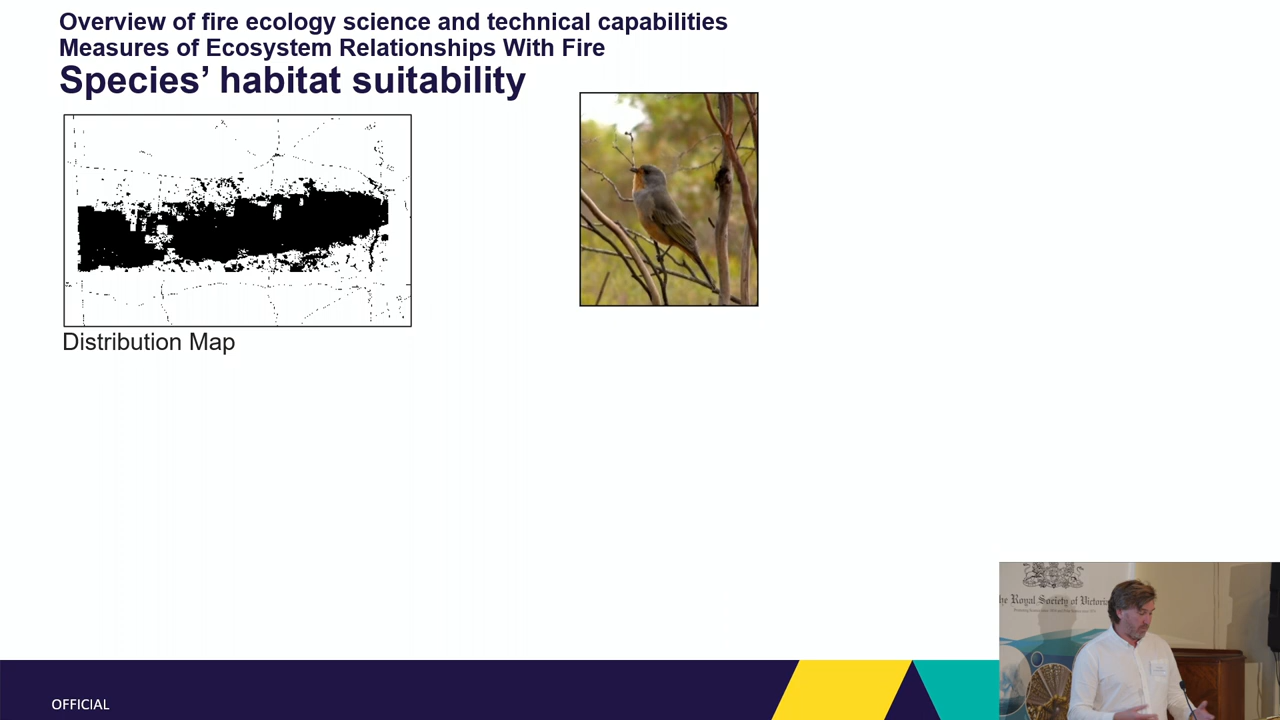 Overview of fire ecology science and technical capabilities
Measures of Ecosystem Relationships With Fire
Species’ habitat suitability
Distribution Map
OFFICIAL
he Royal Society of Victoria